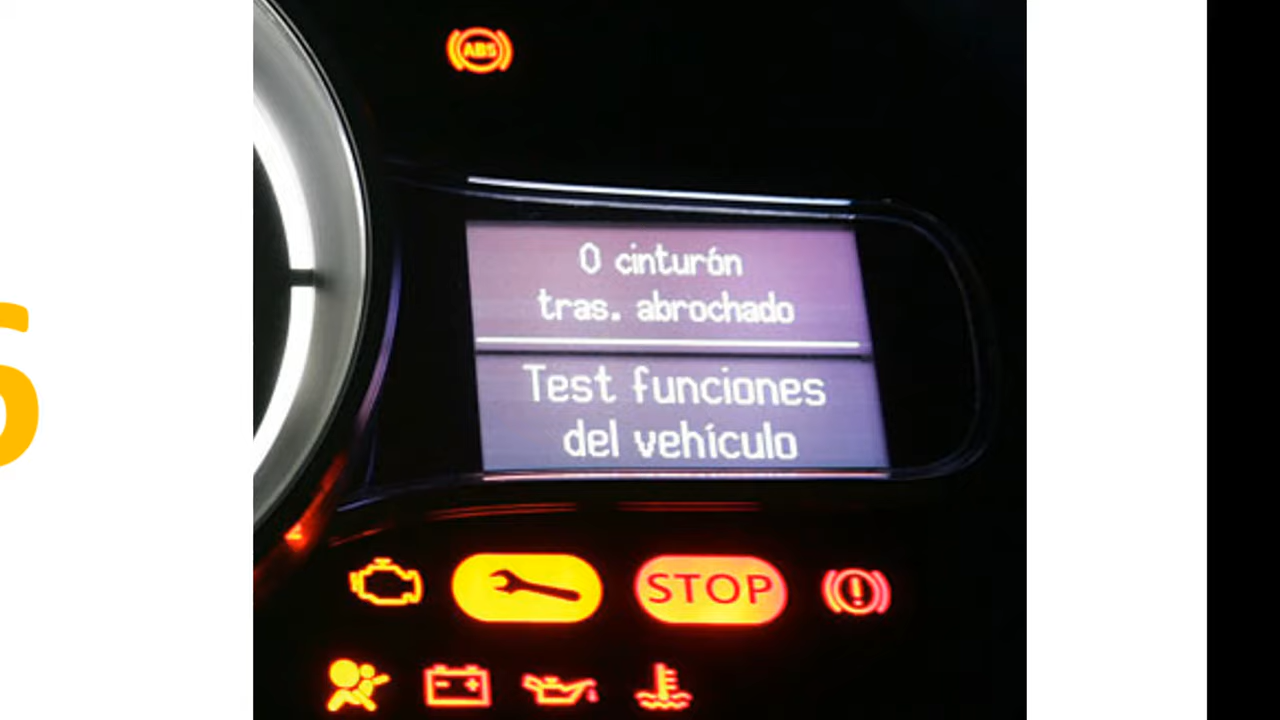 ABS
0 cinturón
tras. abrochado
Test funciones
del vehículo
STOP